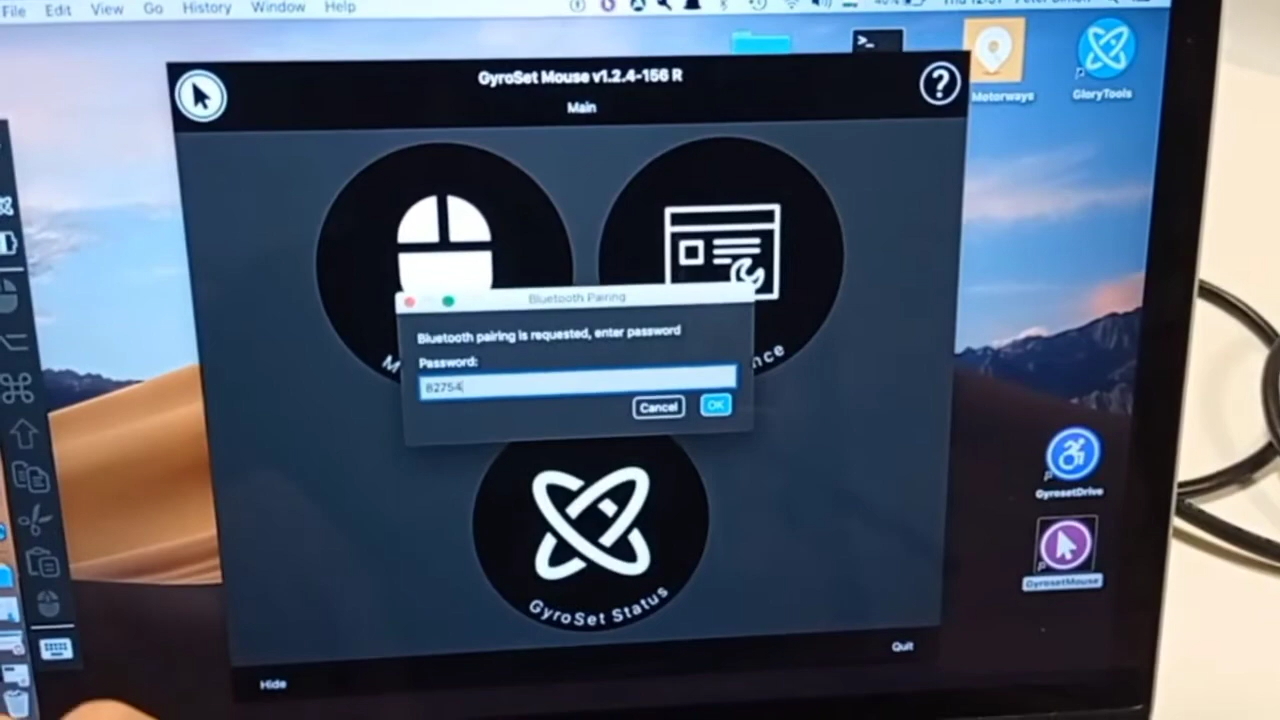 File Edit View Go History Window Help
GyroSet Mouse v1.2.4-156 R
Main
?
Motorways
GloryTools
Bluetooth Pairing
Bluetooth pairing is requested, enter password
Password:
82754
Cancel OK
nce
GyroSet Status
GyrosetDrive
GyrosetMouse
Hide
Quit